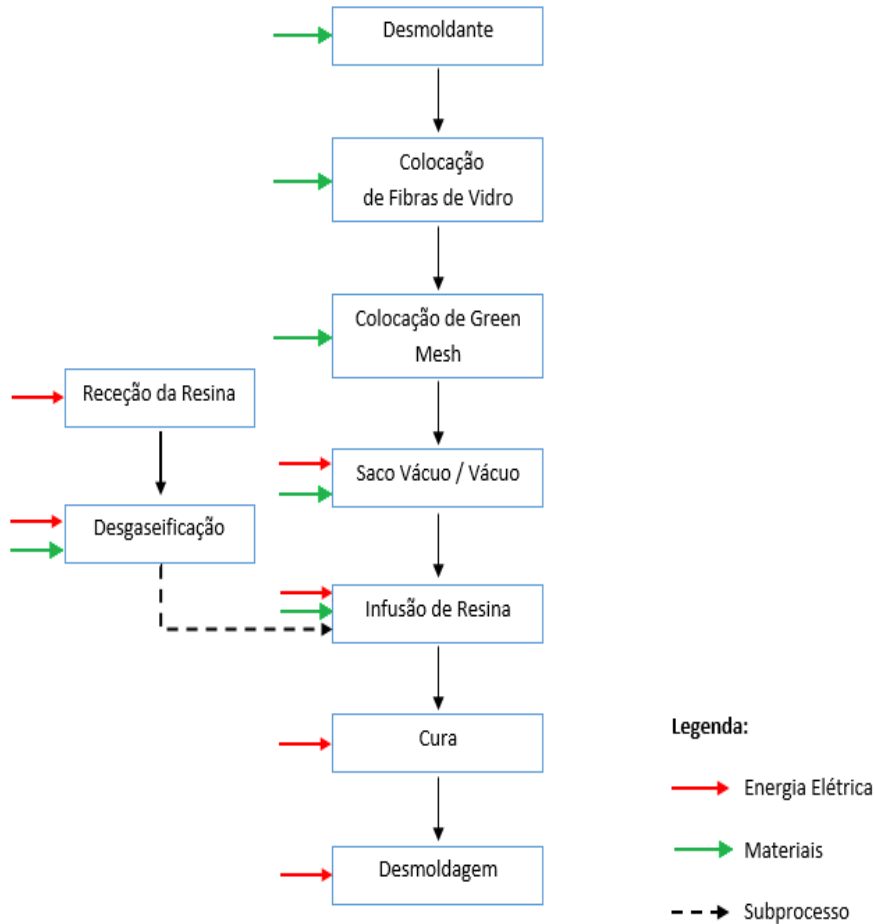 Desmoldante
Colocação
de Fibras de Vidro
Colocação de Green
Mesh
Receção da Resina
Saco Vácuo / Vácuo
Desgaseificação
Infusão de Resina
Cura
Desmoldagem
Legenda:
Energia Elétrica
Materiais
Subprocesso